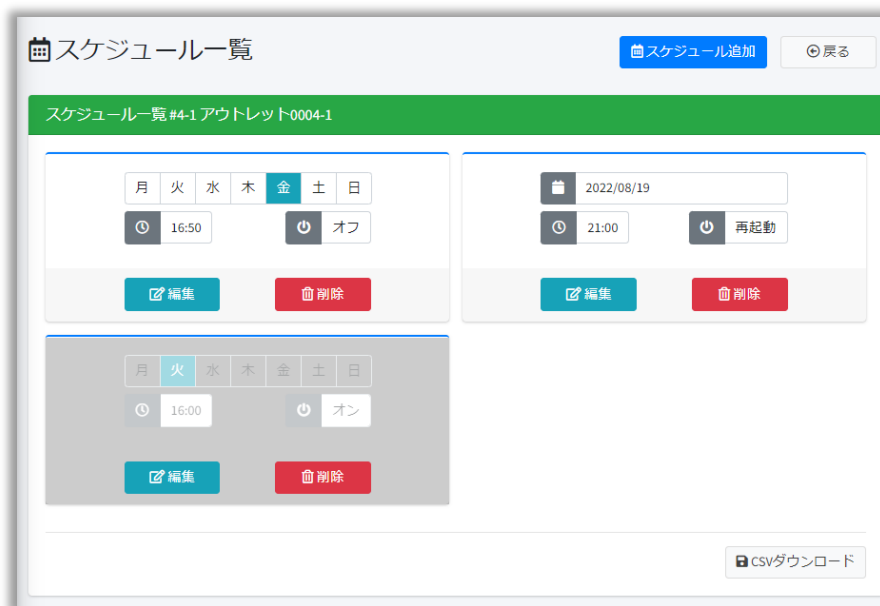 スケジュール一覧
スケジュール追加
戻る
スケジュール一覧 #4-1 アウトレット0004-1
月 火 水 木 金 土 日
16:50 オフ
編集 削除
2022/08/19
21:00 再起動
編集 削除
月 火 水 木 金 土 日
16:00 オン
編集 削除
CSVダウンロード